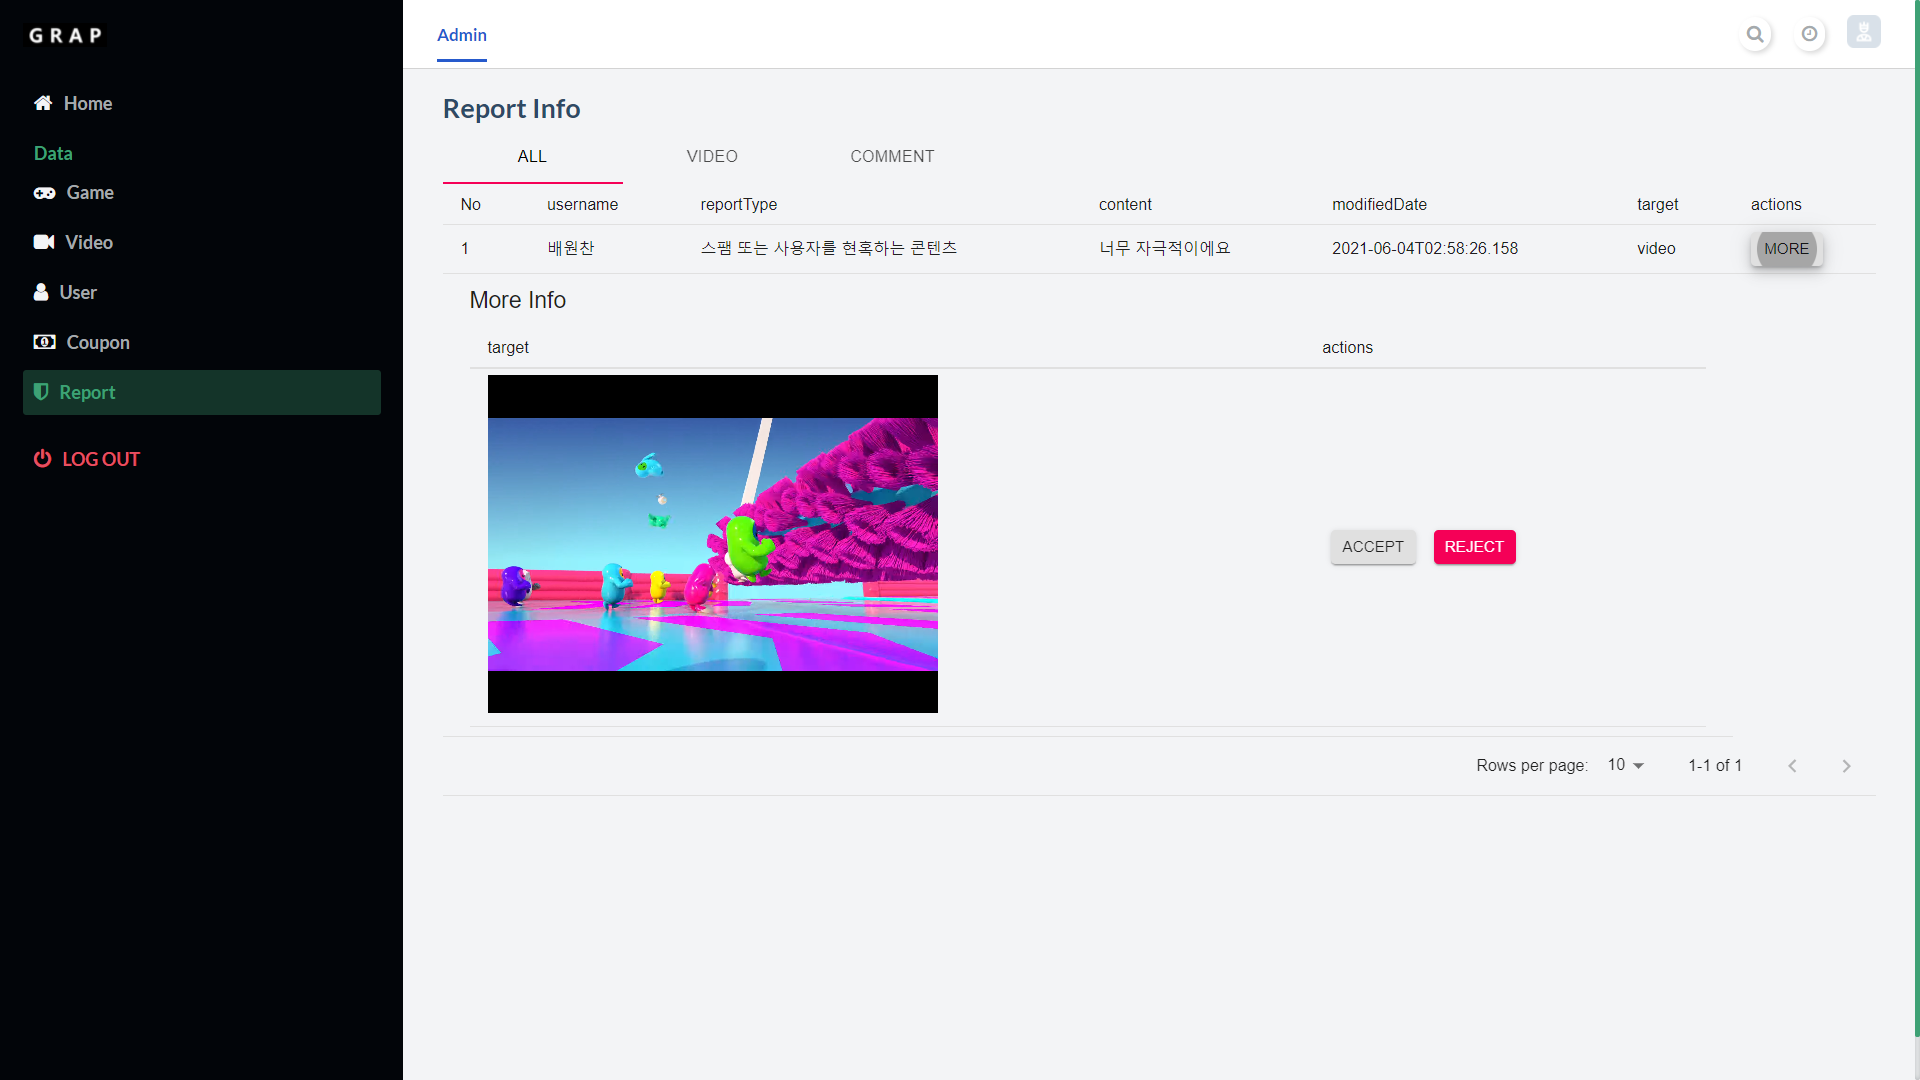 GRAP
Home
Data
Game
Video
User
Coupon
Report
LOG OUT
Admin
Report Info
ALL VIDEO COMMENT
No username reportType content modifiedDate target actions
1 배원찬 스팸 또는 사용자를 현혹하는 콘텐츠 너무 자극적이에요 2021-06-04T02:58:26.158 video MORE
More Info
target actions
ACCEPT REJECT
Rows per page: 10 1-1 of 1